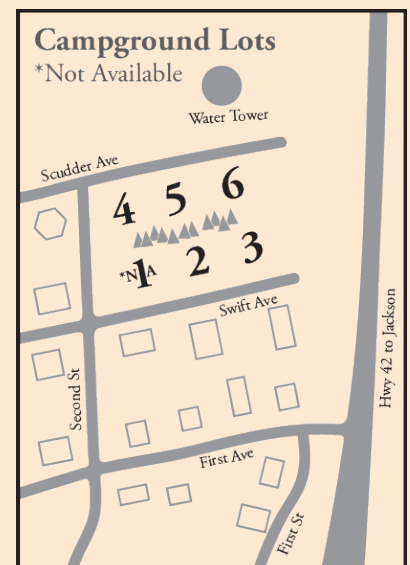 Campground Lots
*Not Available
Water Tower
Scudder Ave
4 5 6
*N/A
1 2 3
Swift Ave
Second St
Hwy 42 to Jackson
First Ave
First St